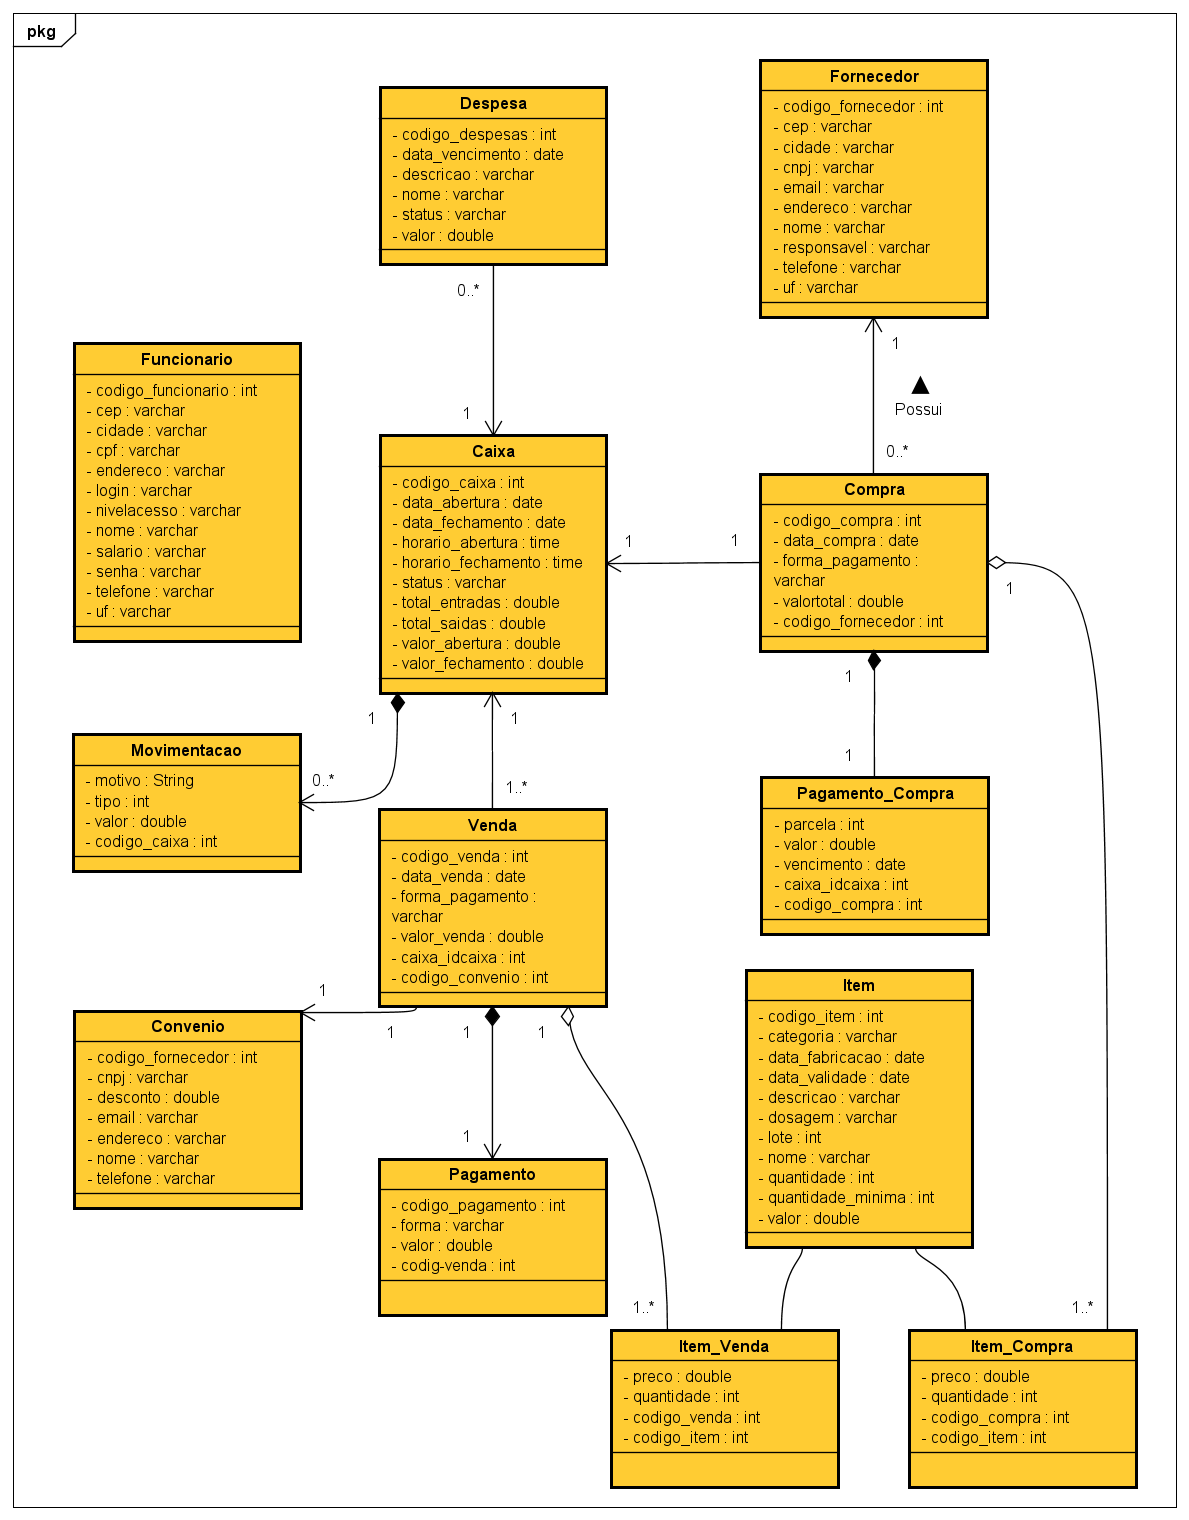 pkg
Despesa
- codigo_despesas : int
- data_vencimento : date
- descricao : varchar
- nome : varchar
- status : varchar
- valor : double
0..*
1
Fornecedor
- codigo_fornecedor : int
- cep : varchar
- cidade : varchar
- cnpj : varchar
- email : varchar
- endereco : varchar
- nome : varchar
- responsavel : varchar
- telefone : varchar
- uf : varchar
1
Possui
0..*
Funcionario
- codigo_funcionario : int
- cep : varchar
- cidade : varchar
- cpf : varchar
- endereco : varchar
- login : varchar
- nivelacesso : varchar
- nome : varchar
- salario : varchar
- senha : varchar
- telefone : varchar
- uf : varchar
Caixa
- codigo_caixa : int
- data_abertura : date
- data_fechamento : date
- horario_abertura : time
- horario_fechamento : time
- status : varchar
- total_entradas : double
- total_saidas : double
- valor_abertura : double
- valor_fechamento : double
1
1
Compra
- codigo_compra : int
- data_compra : date
- forma_pagamento :
varchar
- valortotal : double
- codigo_fornecedor : int
1
1
1
1
1
0..*
1..*
Movimentacao
- motivo : String
- tipo : int
- valor : double
- codigo_caixa : int
Venda
- codigo_venda : int
- data_venda : date
- forma_pagamento :
varchar
- valor_venda : double
- caixa_idcaixa : int
- codigo_convenio : int
Pagamento_Compra
- parcela : int
- valor : double
- vencimento : date
- caixa_idcaixa : int
- codigo_compra : int
1
1
1
1
Convenio
- codigo_fornecedor : int
- cnpj : varchar
- desconto : double
- email : varchar
- endereco : varchar
- nome : varchar
- telefone : varchar
1
Pagamento
- codigo_pagamento : int
- forma : varchar
- valor : double
- codig-venda : int
Item
- codigo_item : int
- categoria : varchar
- data_fabricacao : date
- data_validade : date
- descricao : varchar
- dosagem : varchar
- lote : int
- nome : varchar
- quantidade : int
- quantidade_minima : int
- valor : double
1..*
1..*
Item_Venda
- preco : double
- quantidade : int
- codigo_venda : int
- codigo_item : int
Item_Compra
- preco : double
- quantidade : int
- codigo_compra : int
- codigo_item : int